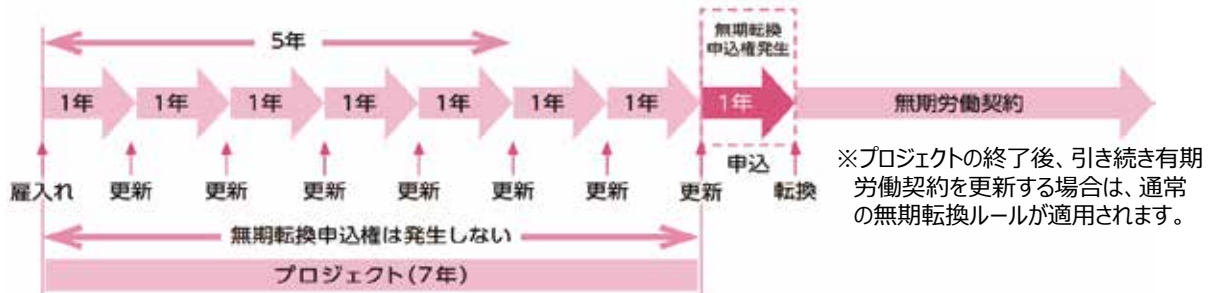 5年
無期転換
申込権発生
1年 1年 1年 1年 1年 1年 1年 1年 無期労働契約
申込
雇入れ 更新 更新 更新 更新 更新 更新 更新 転換
※プロジェクトの終了後、引き続き有期
労働契約を更新する場合は、通常
の無期転換ルールが適用されます。
無期転換申込権は発生しない
プロジェクト(7年)